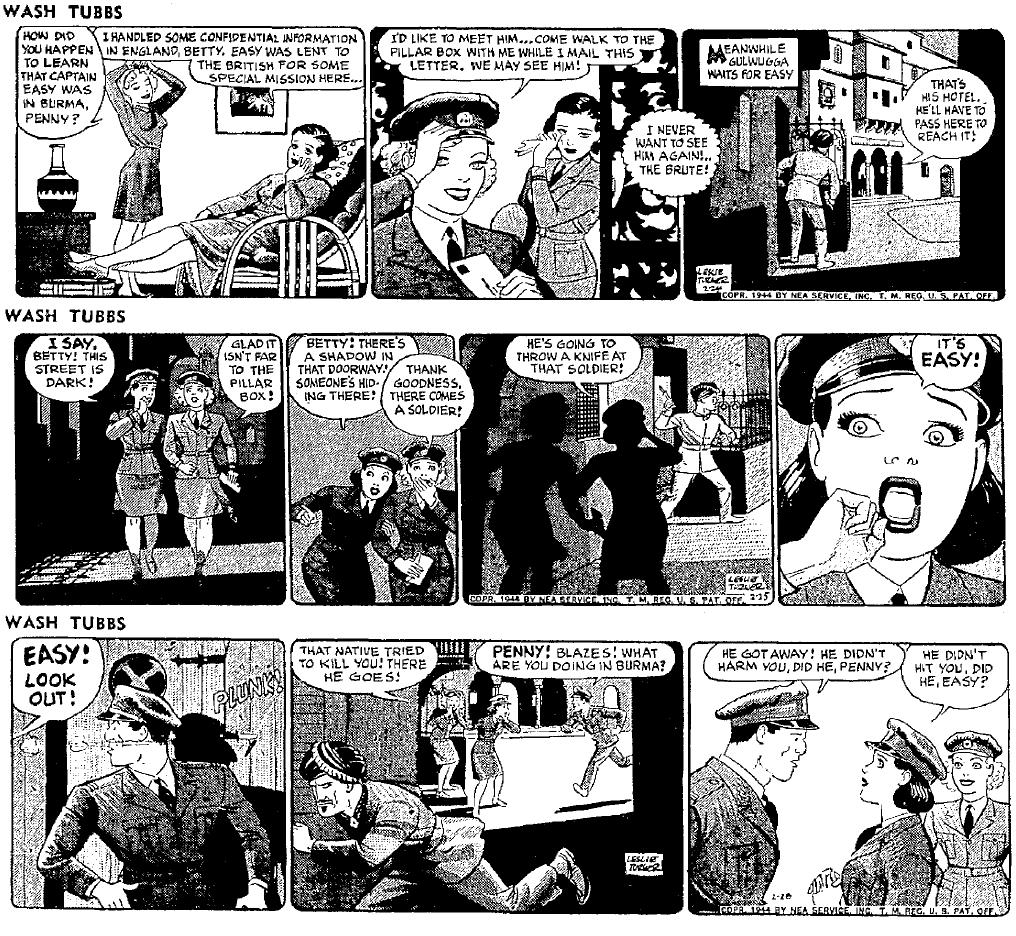 WASH TUBBS
HOW DID
YOU HAPPEN
TO LEARN
THAT CAPTAIN
EASY WAS
IN BURMA,
PENNY?
I HANDLED SOME CONFIDENTIAL INFORMATION
IN ENGLAND, BETTY. EASY WAS LENT TO
THE BRITISH FOR SOME
SPECIAL MISSION HERE...
I'D LIKE TO MEET HIM...COME WALK TO THE
PILLAR BOX WITH ME WHILE I MAIL THIS
LETTER. WE MAY SEE HIM!
I NEVER
WANT TO SEE
HIM AGAIN!..
THE BRUTE!
MEANWHILE
GULWUGGA
WAITS FOR EASY
THAT'S
HIS HOTEL.
HE'LL HAVE TO
PASS HERE TO
REACH IT!
LESLIE
TURNER
2-24
COPR. 1944 BY NEA SERVICE, INC. T. M. REG. U. S. PAT. OFF.
WASH TUBBS
I SAY,
BETTY! THIS
STREET IS
DARK!
GLAD IT
ISN'T FAR
TO THE
PILLAR
BOX!
BETTY! THERE'S
A SHADOW IN
THAT DOORWAY!
SOMEONE'S HID-
ING THERE!
THANK
GOODNESS,
THERE COMES
A SOLDIER!
HE'S GOING TO
THROW A KNIFE AT
THAT SOLDIER!
LESLIE
TURNER
2-25
COPR. 1944 BY NEA SERVICE, INC. T. M. REG. U. S. PAT. OFF.
IT'S
EASY!
WASH TUBBS
EASY!
LOOK
OUT!
PLUNK!
THAT NATIVE TRIED
TO KILL YOU! THERE
HE GOES!
PENNY! BLAZES! WHAT
ARE YOU DOING IN BURMA?
LESLIE
TURNER
HE GOT AWAY! HE DIDN'T
HARM YOU, DID HE, PENNY?
HE DIDN'T
HIT YOU, DID
HE, EASY?
2-28
COPR. 1944 BY NEA SERVICE, INC. T. M. REG. U. S. PAT. OFF.